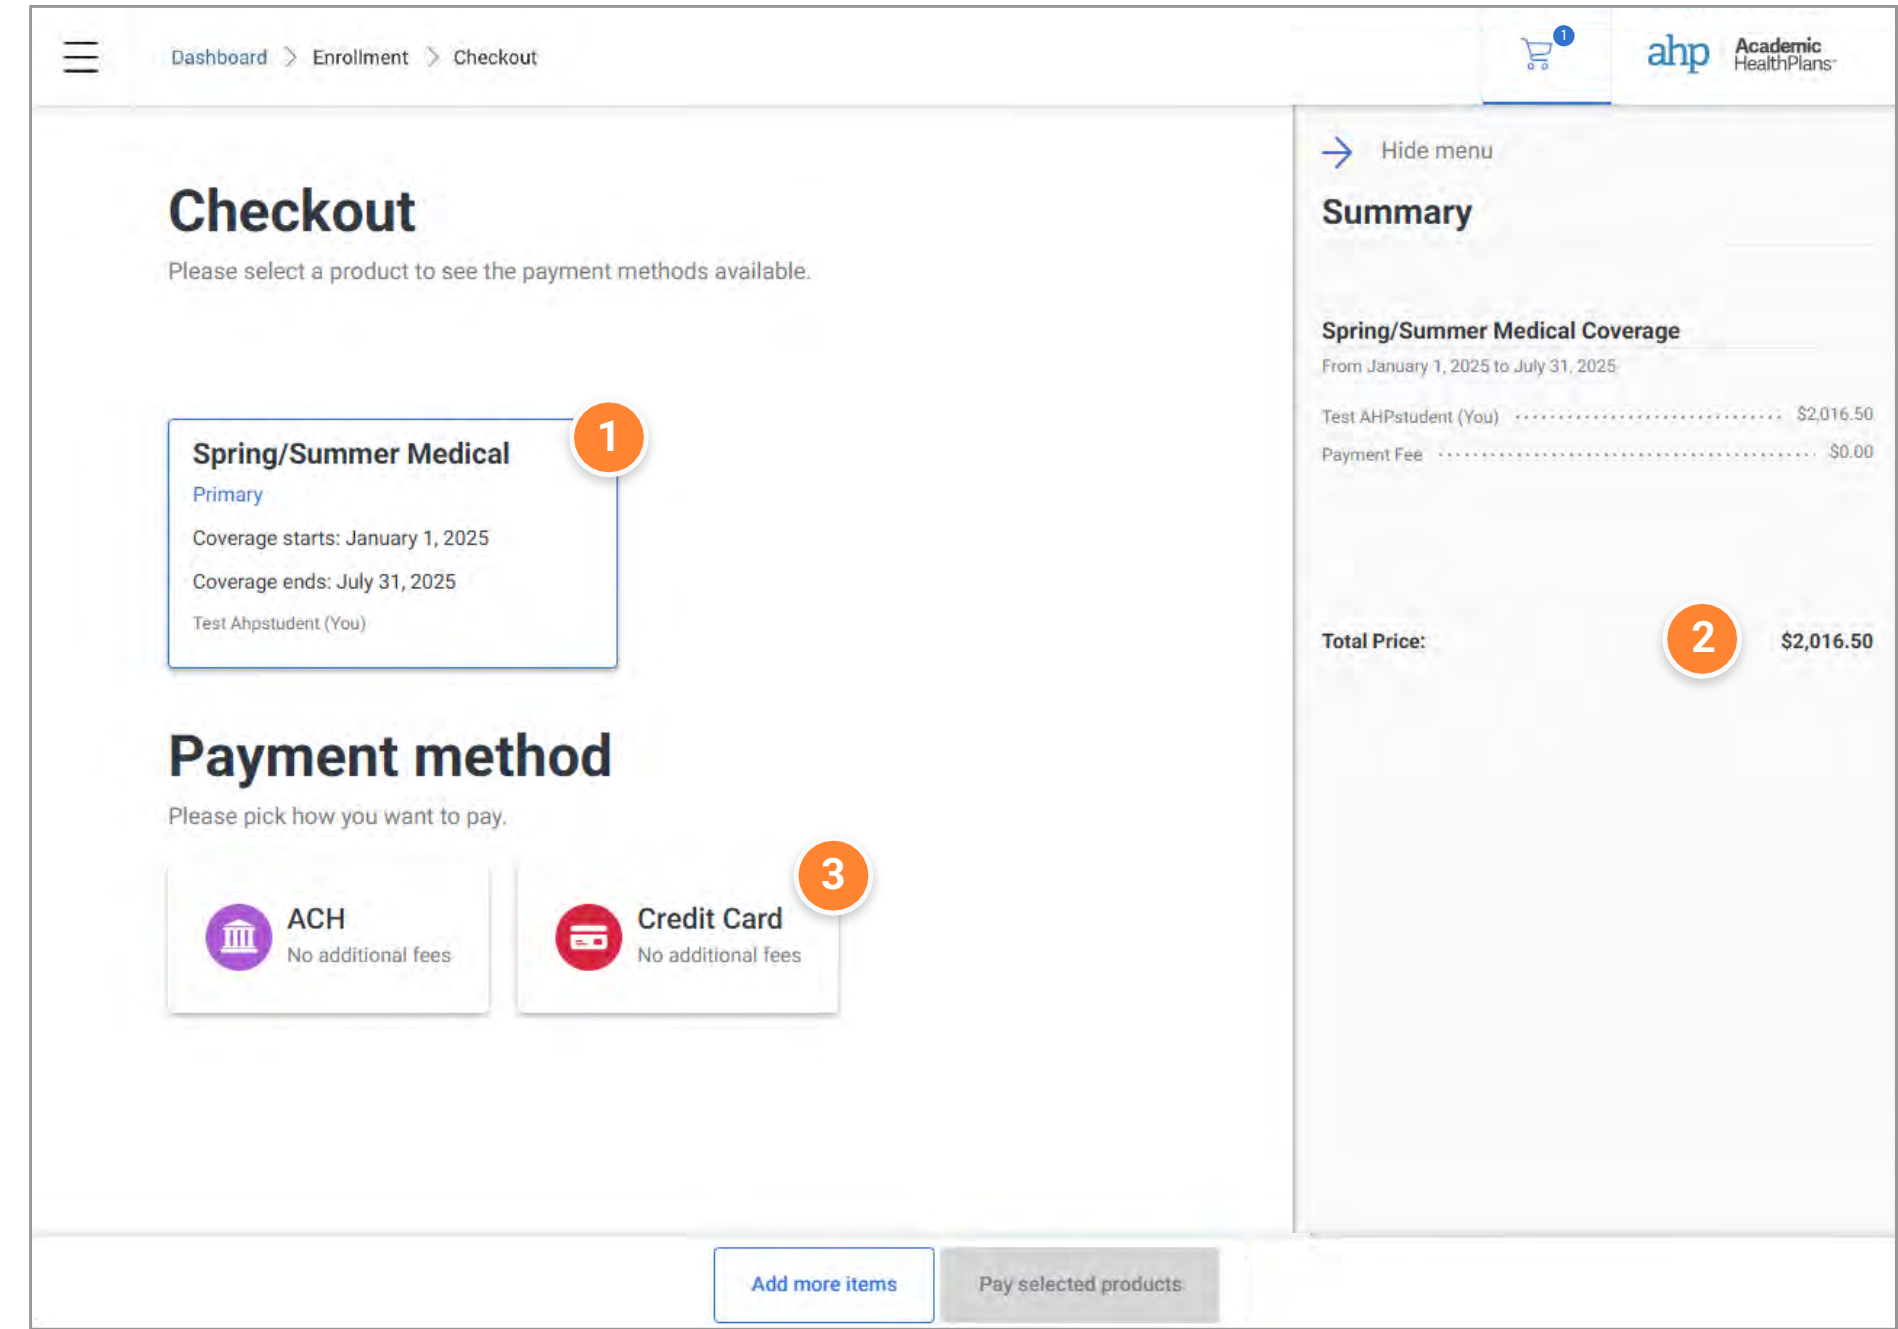 Dashboard > Enrollment > Checkout
1
ahp Academic
HealthPlans
Hide menu
Checkout
Please select a product to see the payment methods available.
Summary
Spring/Summer Medical Coverage
From January 1, 2025 to July 31, 2025
Test AHPstudent (You) $2,016.50
Payment Fee $0.00
1
Spring/Summer Medical
Primary
Coverage starts: January 1, 2025
Coverage ends: July 31, 2025
Test Ahpstudent (You)
Total Price: 2 $2,016.50
Payment method
Please pick how you want to pay.
3
ACH
No additional fees
Credit Card
No additional fees
Add more items
Pay selected products